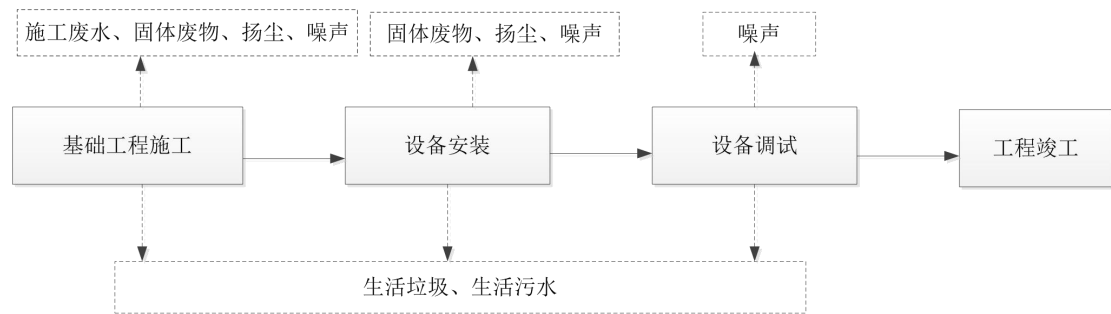 施工废水、固体废物、扬尘、噪声
固体废物、扬尘、噪声
噪声
基础工程施工
设备安装
设备调试
工程竣工
生活垃圾、生活污水